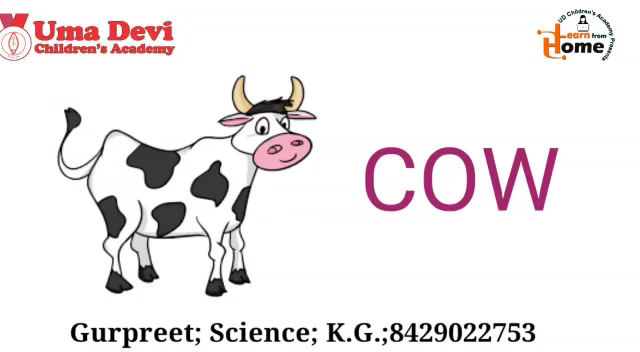 Uma Devi
Children's Academy
UD Children's Academy Presents
Learn from
Home
COW
Gurpreet; Science; K.G.;8429022753